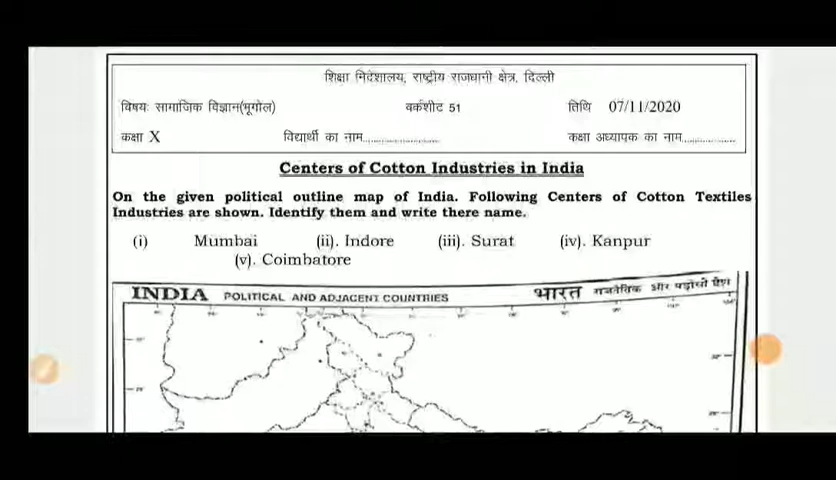 शिक्षा निदेशालय, राष्ट्रीय राजधानी क्षेत्र, दिल्ली
विषय: सामाजिक विज्ञान(भूगोल) वर्कशीट 51 तिथि 07/11/2020
कक्षा X विद्यार्थी का नाम.................... कक्षा अध्यापक का नाम...............
Centers of Cotton Industries in India
On the given political outline map of India. Following Centers of Cotton Textiles
Industries are shown. Identify them and write there name.
(i) Mumbai (ii). Indore (iii). Surat (iv). Kanpur
(v). Coimbatore
INDIA POLITICAL AND ADJACENT COUNTRIES भारत राजनैतिक और पड़ोसी देश